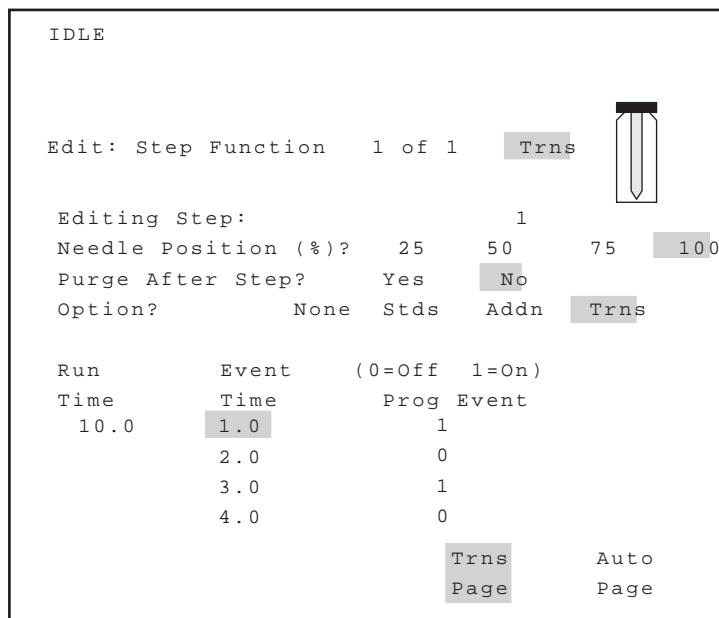 IDLE
Edit: Step Function 1 of 1 Trns
Editing Step: 1
Needle Position (%)? 25 50 75 100
Purge After Step? Yes No
Option? None Stds Addn Trns
Run Event (0=Off 1=On)
Time Time Prog Event
10.0 1.0 1
2.0 0
3.0 1
4.0 0
Trns Auto
Page Page